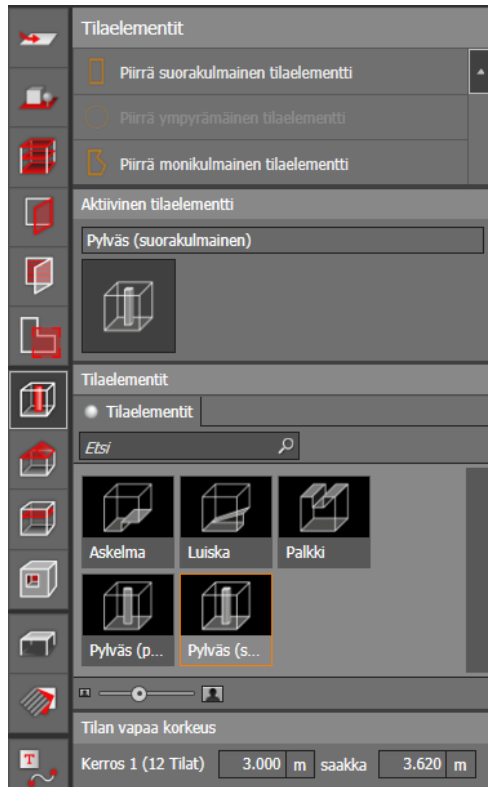 Tilaelementit
Piirrä suorakulmainen tilaelementti
Piirrä ympyrämäinen tilaelementti
Piirrä monikulmainen tilaelementti
Aktiivinen tilaelementti
Pylväs (suorakulmainen)
Tilaelementit
Tilaelementit
Etsi
Askelma Luiska Palkki
Pylväs (p... Pylväs (s...
Tilan vapaa korkeus
Kerros 1 (12 Tilat) 3.000 m saakka 3.620 m
T